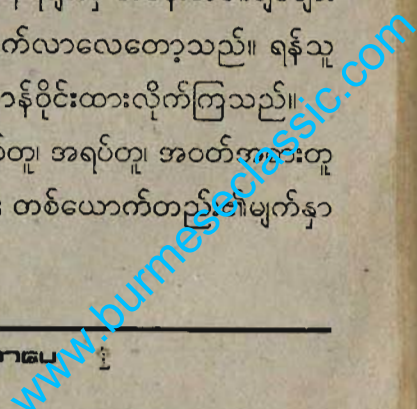 က်လာလေတော့သည်။ ရန်သူ
ဝိုင်းထားလိုက်ကြသည်။
တူ၊ အရပ်တူ၊ အဝတ်အစားတူ
တစ်ယောက်တည်း၏မျက်နှာ
www.burmeseclassic.com